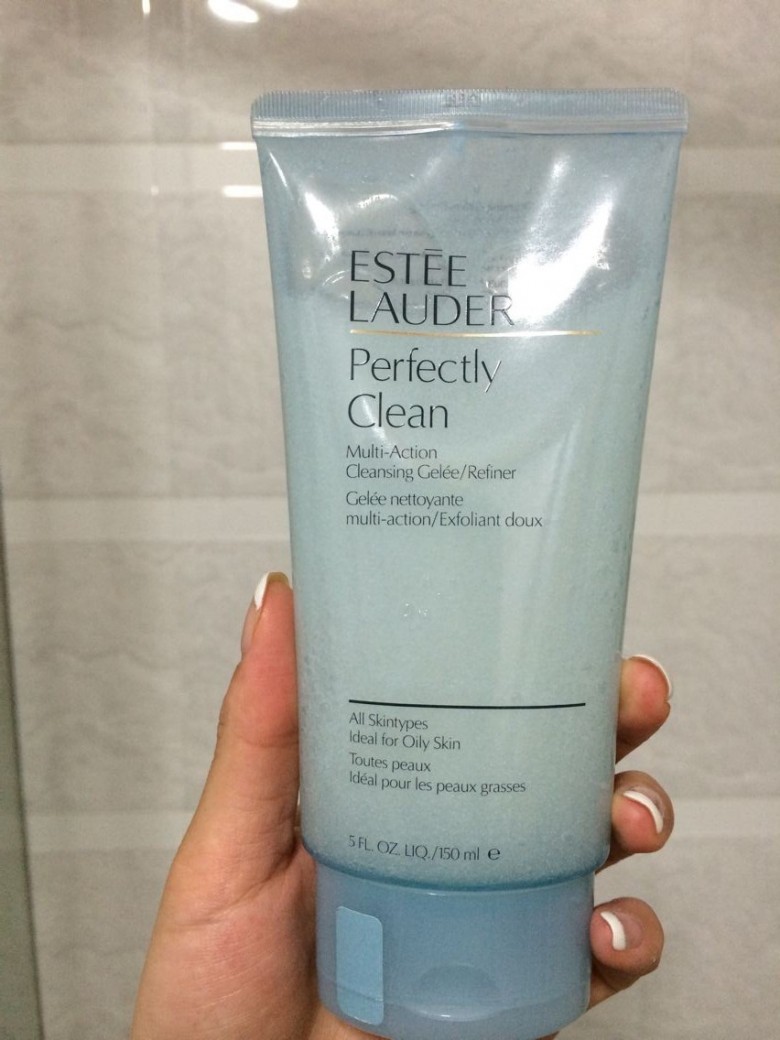 ESTĒE
LAUDER
Perfectly
Clean
Multi-Action
Cleansing Gelée/Refiner
Gelée nettoyante
multi-action/Exfoliant doux
All Skintypes
Ideal for Oily Skin
Toutes peaux
Idéal pour les peaux grasses
5 FL. OZ. LIQ./150 ml ℮